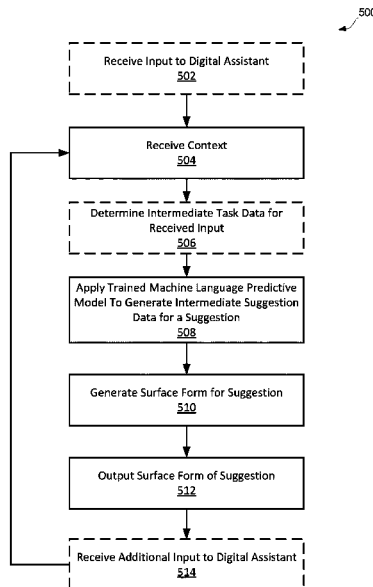 500
Receive Input to Digital Assistant
502
Receive Context
504
Determine Intermediate Task Data for
Received Input
506
Apply Trained Machine Language Predictive
Model To Generate Intermediate Suggestion
Data for a Suggestion
508
Generate Surface Form for Suggestion
510
Output Surface Form of Suggestion
512
Receive Additional Input to Digital Assistant
514